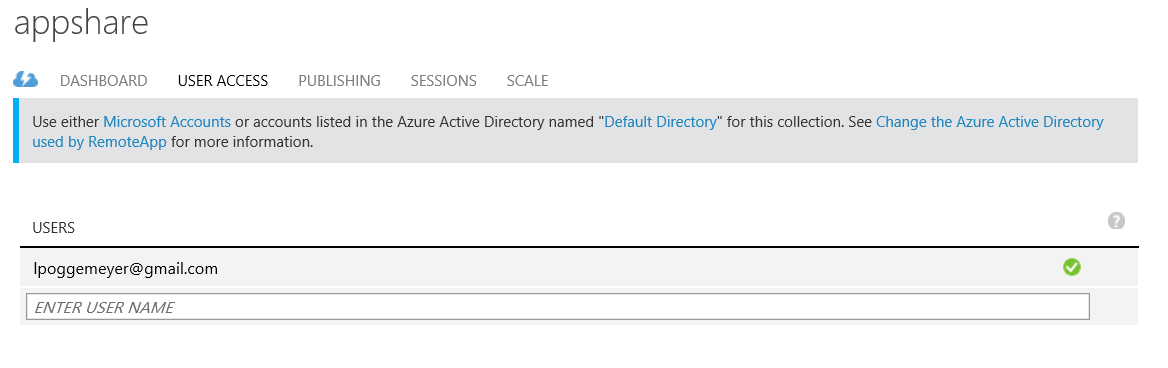 appshare
DASHBOARD USER ACCESS PUBLISHING SESSIONS SCALE
Use either Microsoft Accounts or accounts listed in the Azure Active Directory named "Default Directory" for this collection. See Change the Azure Active Directory
used by RemoteApp for more information.
USERS ?
lpoggemeyer@gmail.com
ENTER USER NAME